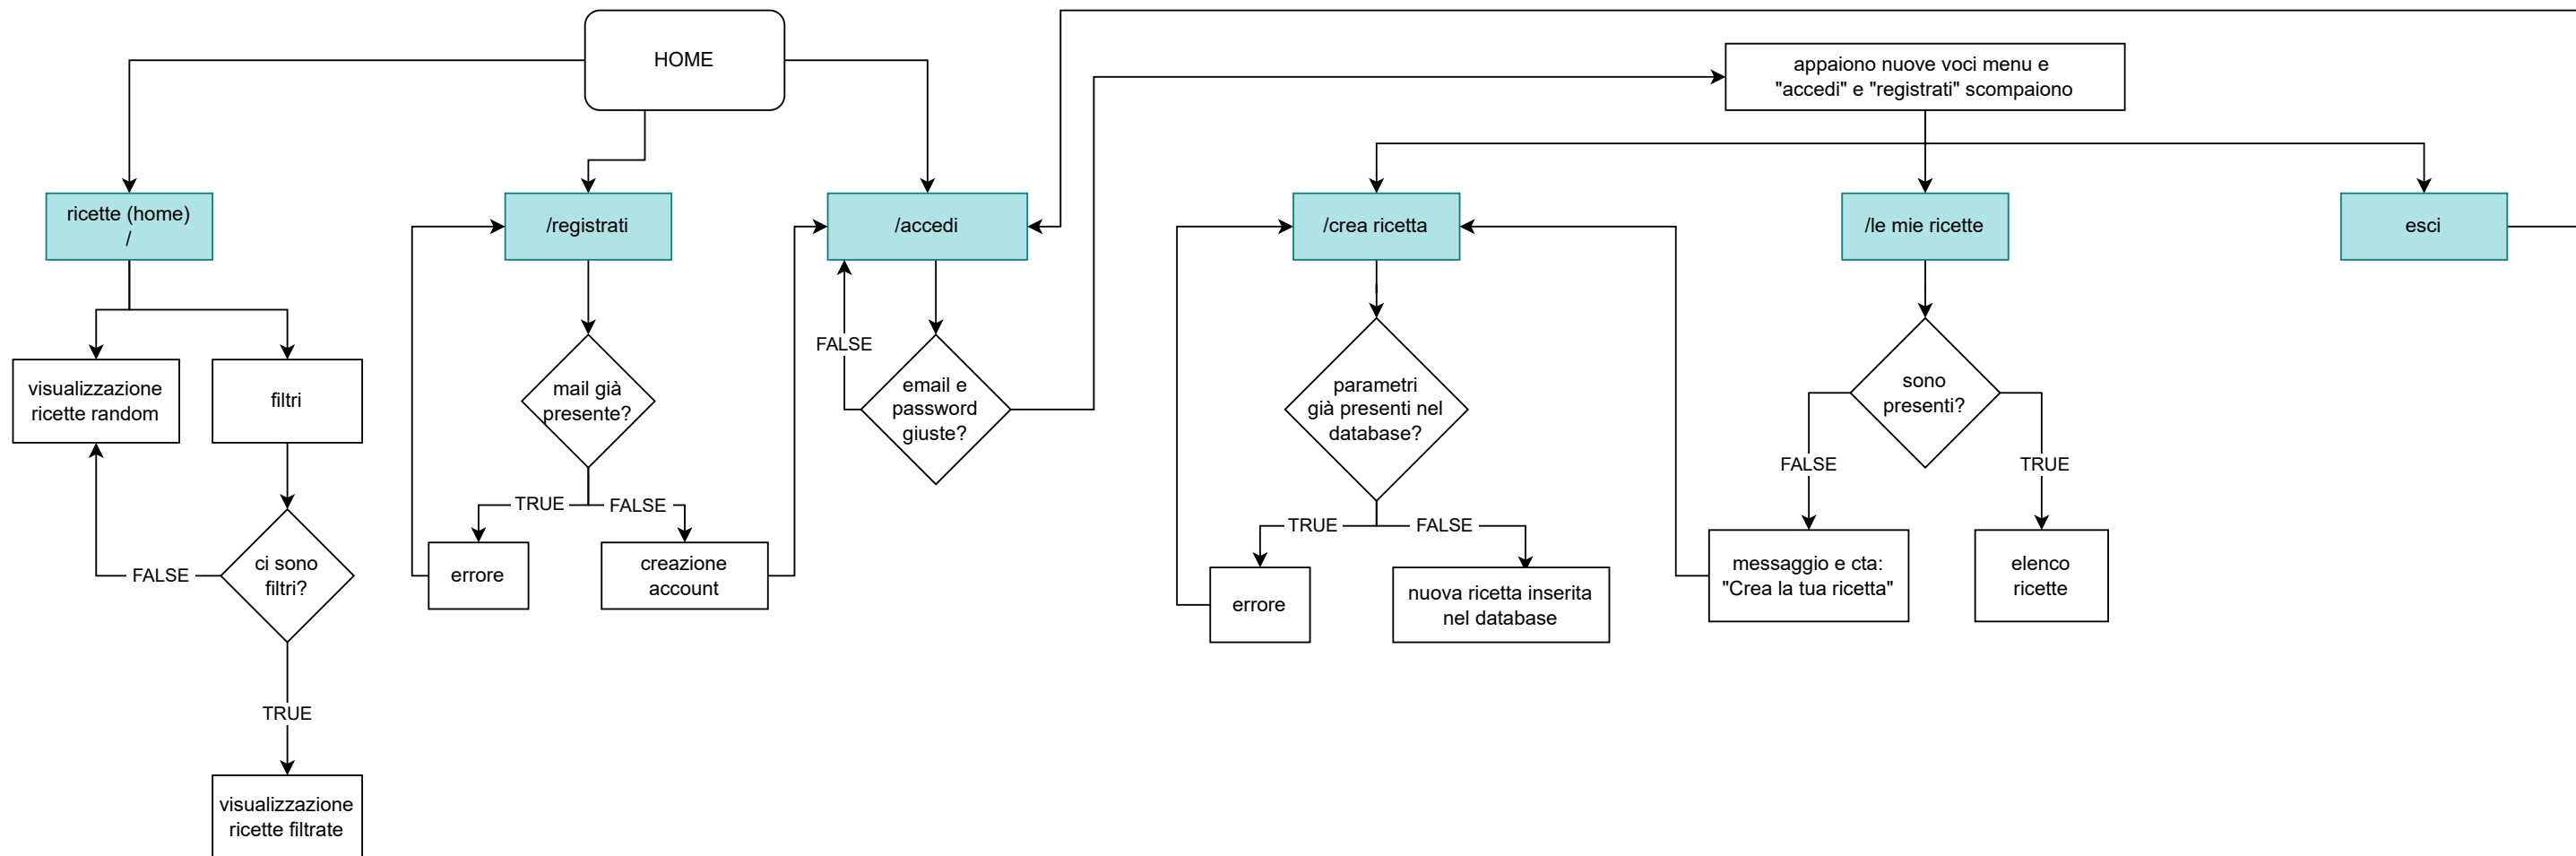 HOME
appaiono nuove voci menu e
"accedi" e "registrati" scompaiono
ricette (home)
/
/registrati
/accedi
/crea ricetta
/le mie ricette
esci
visualizzazione
ricette random
filtri
mail già
presente?
FALSE
email e
password
giuste?
parametri
già presenti nel
database?
sono
presenti?
FALSE
TRUE
TRUE
FALSE
TRUE
FALSE
ci sono
filtri?
FALSE
errore
creazione
account
errore
nuova ricetta inserita
nel database
messaggio e cta:
"Crea la tua ricetta"
elenco
ricette
TRUE
visualizzazione
ricette filtrate